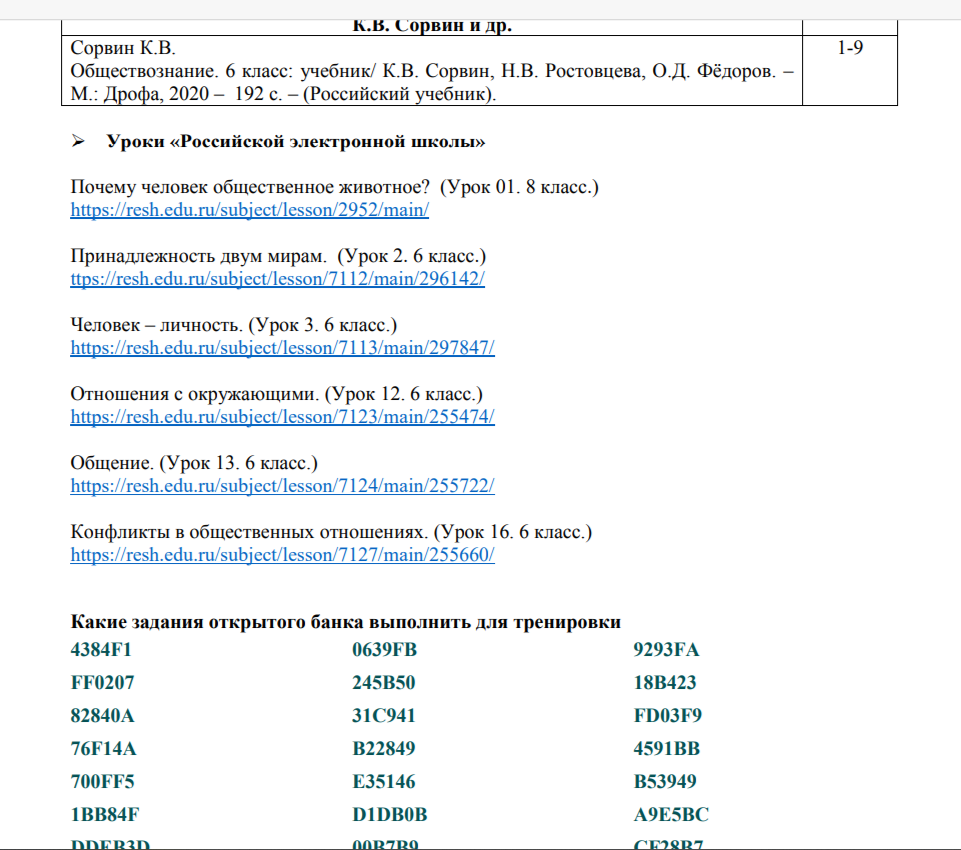 К.В. Сорвин и др.
Сорвин К.В. 1-9
Обществознание. 6 класс: учебник/ К.В. Сорвин, Н.В. Ростовцева, О.Д. Фёдоров. –
М.: Дрофа, 2020 – 192 с. – (Российский учебник).
➢ Уроки «Российской электронной школы»
Почему человек общественное животное? (Урок 01. 8 класс.)
https://resh.edu.ru/subject/lesson/2952/main/
Принадлежность двум мирам. (Урок 2. 6 класс.)
ttps://resh.edu.ru/subject/lesson/7112/main/296142/
Человек – личность. (Урок 3. 6 класс.)
https://resh.edu.ru/subject/lesson/7113/main/297847/
Отношения с окружающими. (Урок 12. 6 класс.)
https://resh.edu.ru/subject/lesson/7123/main/255474/
Общение. (Урок 13. 6 класс.)
https://resh.edu.ru/subject/lesson/7124/main/255722/
Конфликты в общественных отношениях. (Урок 16. 6 класс.)
https://resh.edu.ru/subject/lesson/7127/main/255660/
Какие задания открытого банка выполнить для тренировки
4384F1 0639FB 9293FA
FF0207 245B50 18B423
82840A 31C941 FD03F9
76F14A B22849 4591BB
700FF5 E35146 B53949
1BB84F D1DB0B A9E5BC
DDEB3D 00B7B9 CF28B7